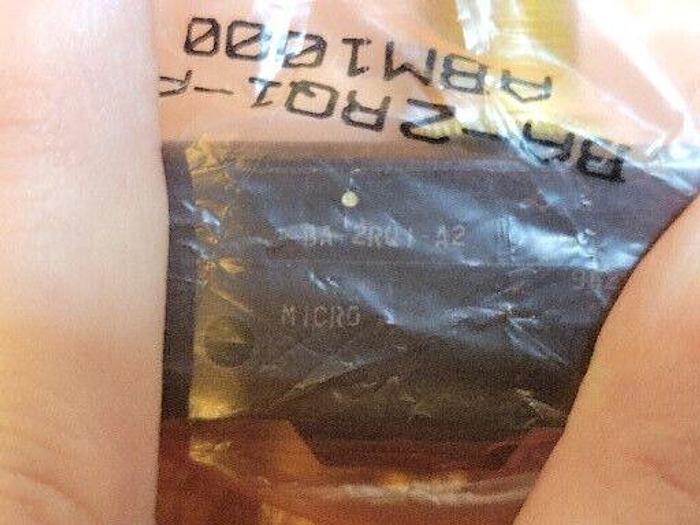 BA-2RQ1-
ABM1000
BA 2RQ1 A2
MICRO